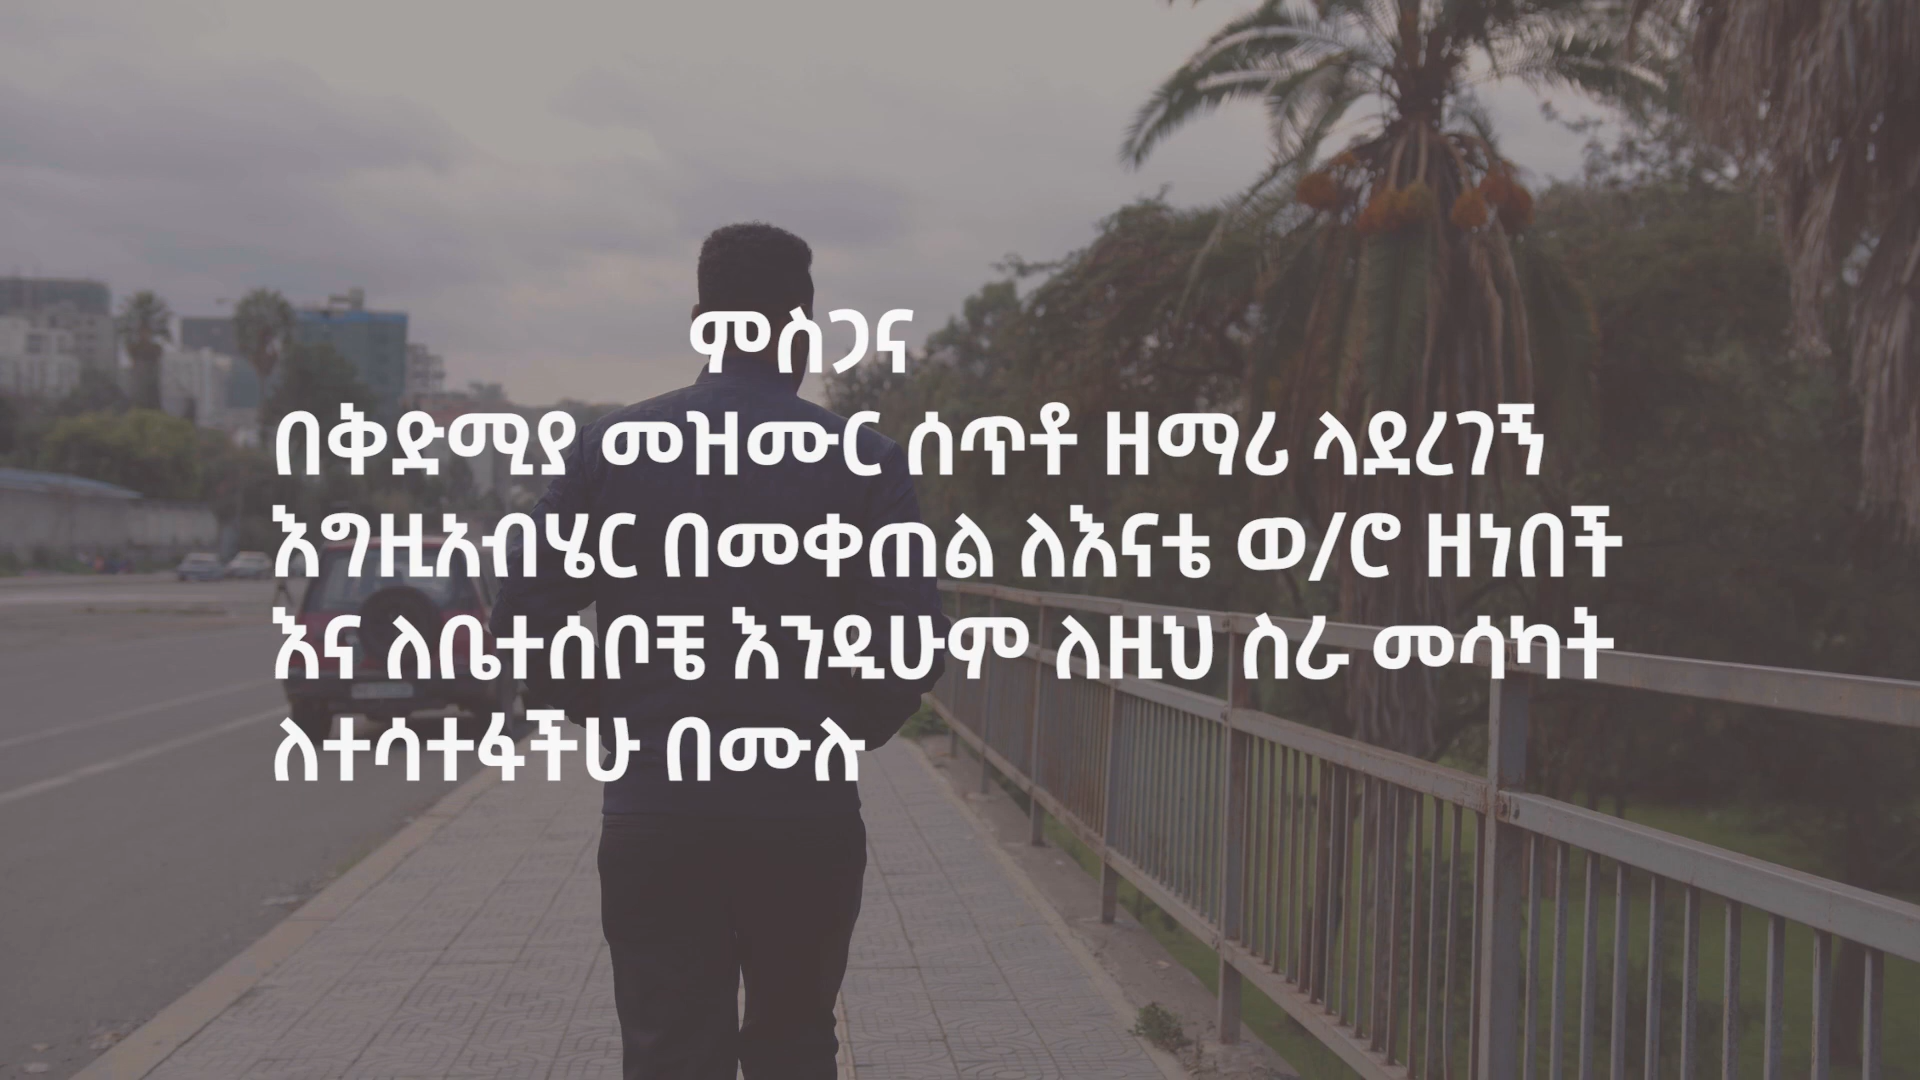 ምስጋና
በቅድሚያ መዝሙር ሰጥቶ ዘማሪ ላደረገኝ
እግዚአብሄር በመቀጠል ለእናቴ ወ/ሮ ዘነበች
እና ለቤተሰቦቼ እንዲሁም ለዚህ ስራ መሳካት
ለተሳተፋችሁ በሙሉ